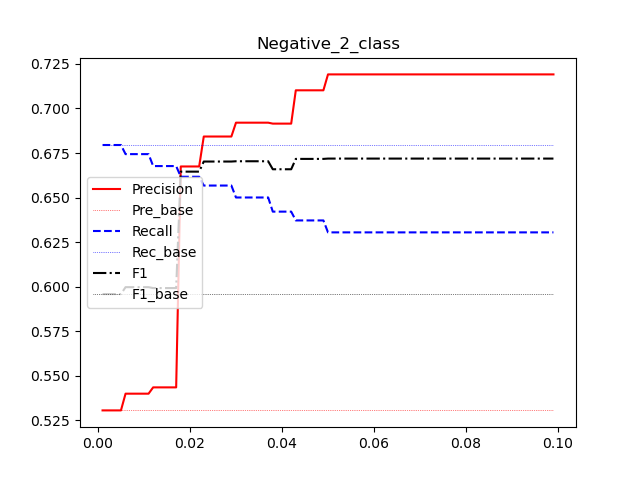 Negative_2_class
0.725
0.700
0.675
0.650
0.625
0.600
0.575
0.550
0.525
Precision
Pre_base
Recall
Rec_base
F1
F1_base
0.00 0.02 0.04 0.06 0.08 0.10